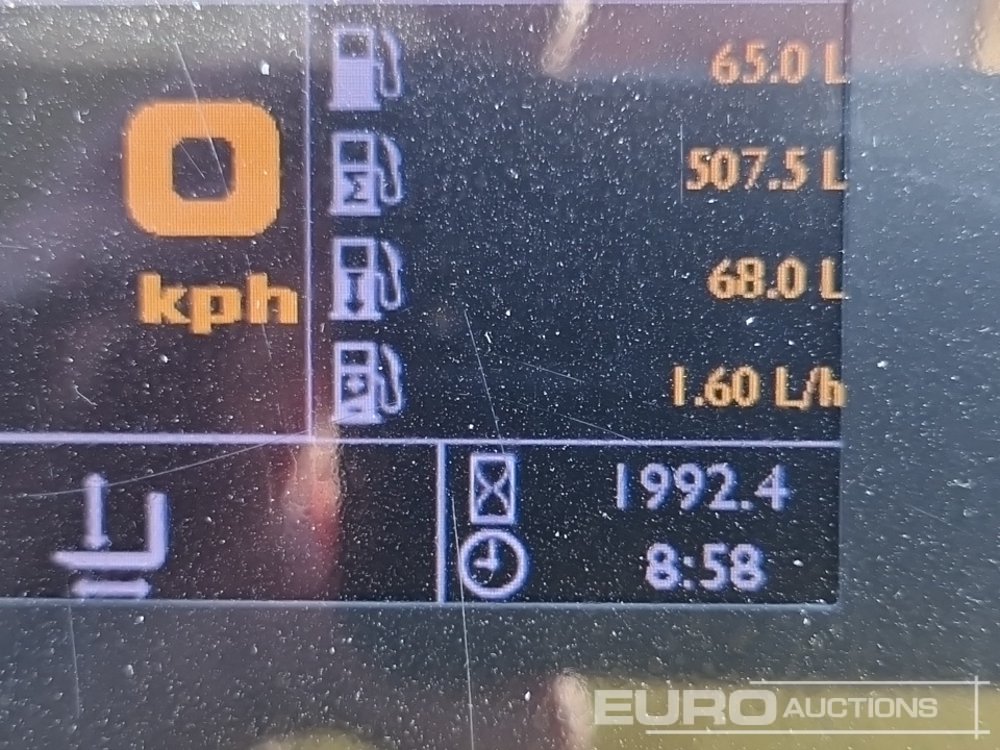 65.0 L
507.5 L
0
kph
68.0 L
1.60 L/h
1992.4
8:58
EURO AUCTIONS